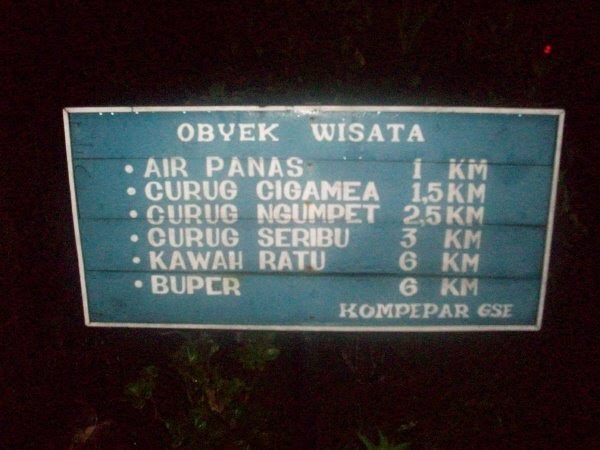 OBYEK WISATA
• AIR PANAS 1 KM
• CURUG CIGAMEA 1,5 KM
• CURUG NGUMPET 2,5 KM
• CURUG SERIBU 3 KM
• KAWAH RATU 6 KM
• BUPER 6 KM
KOMPEPAR GSE